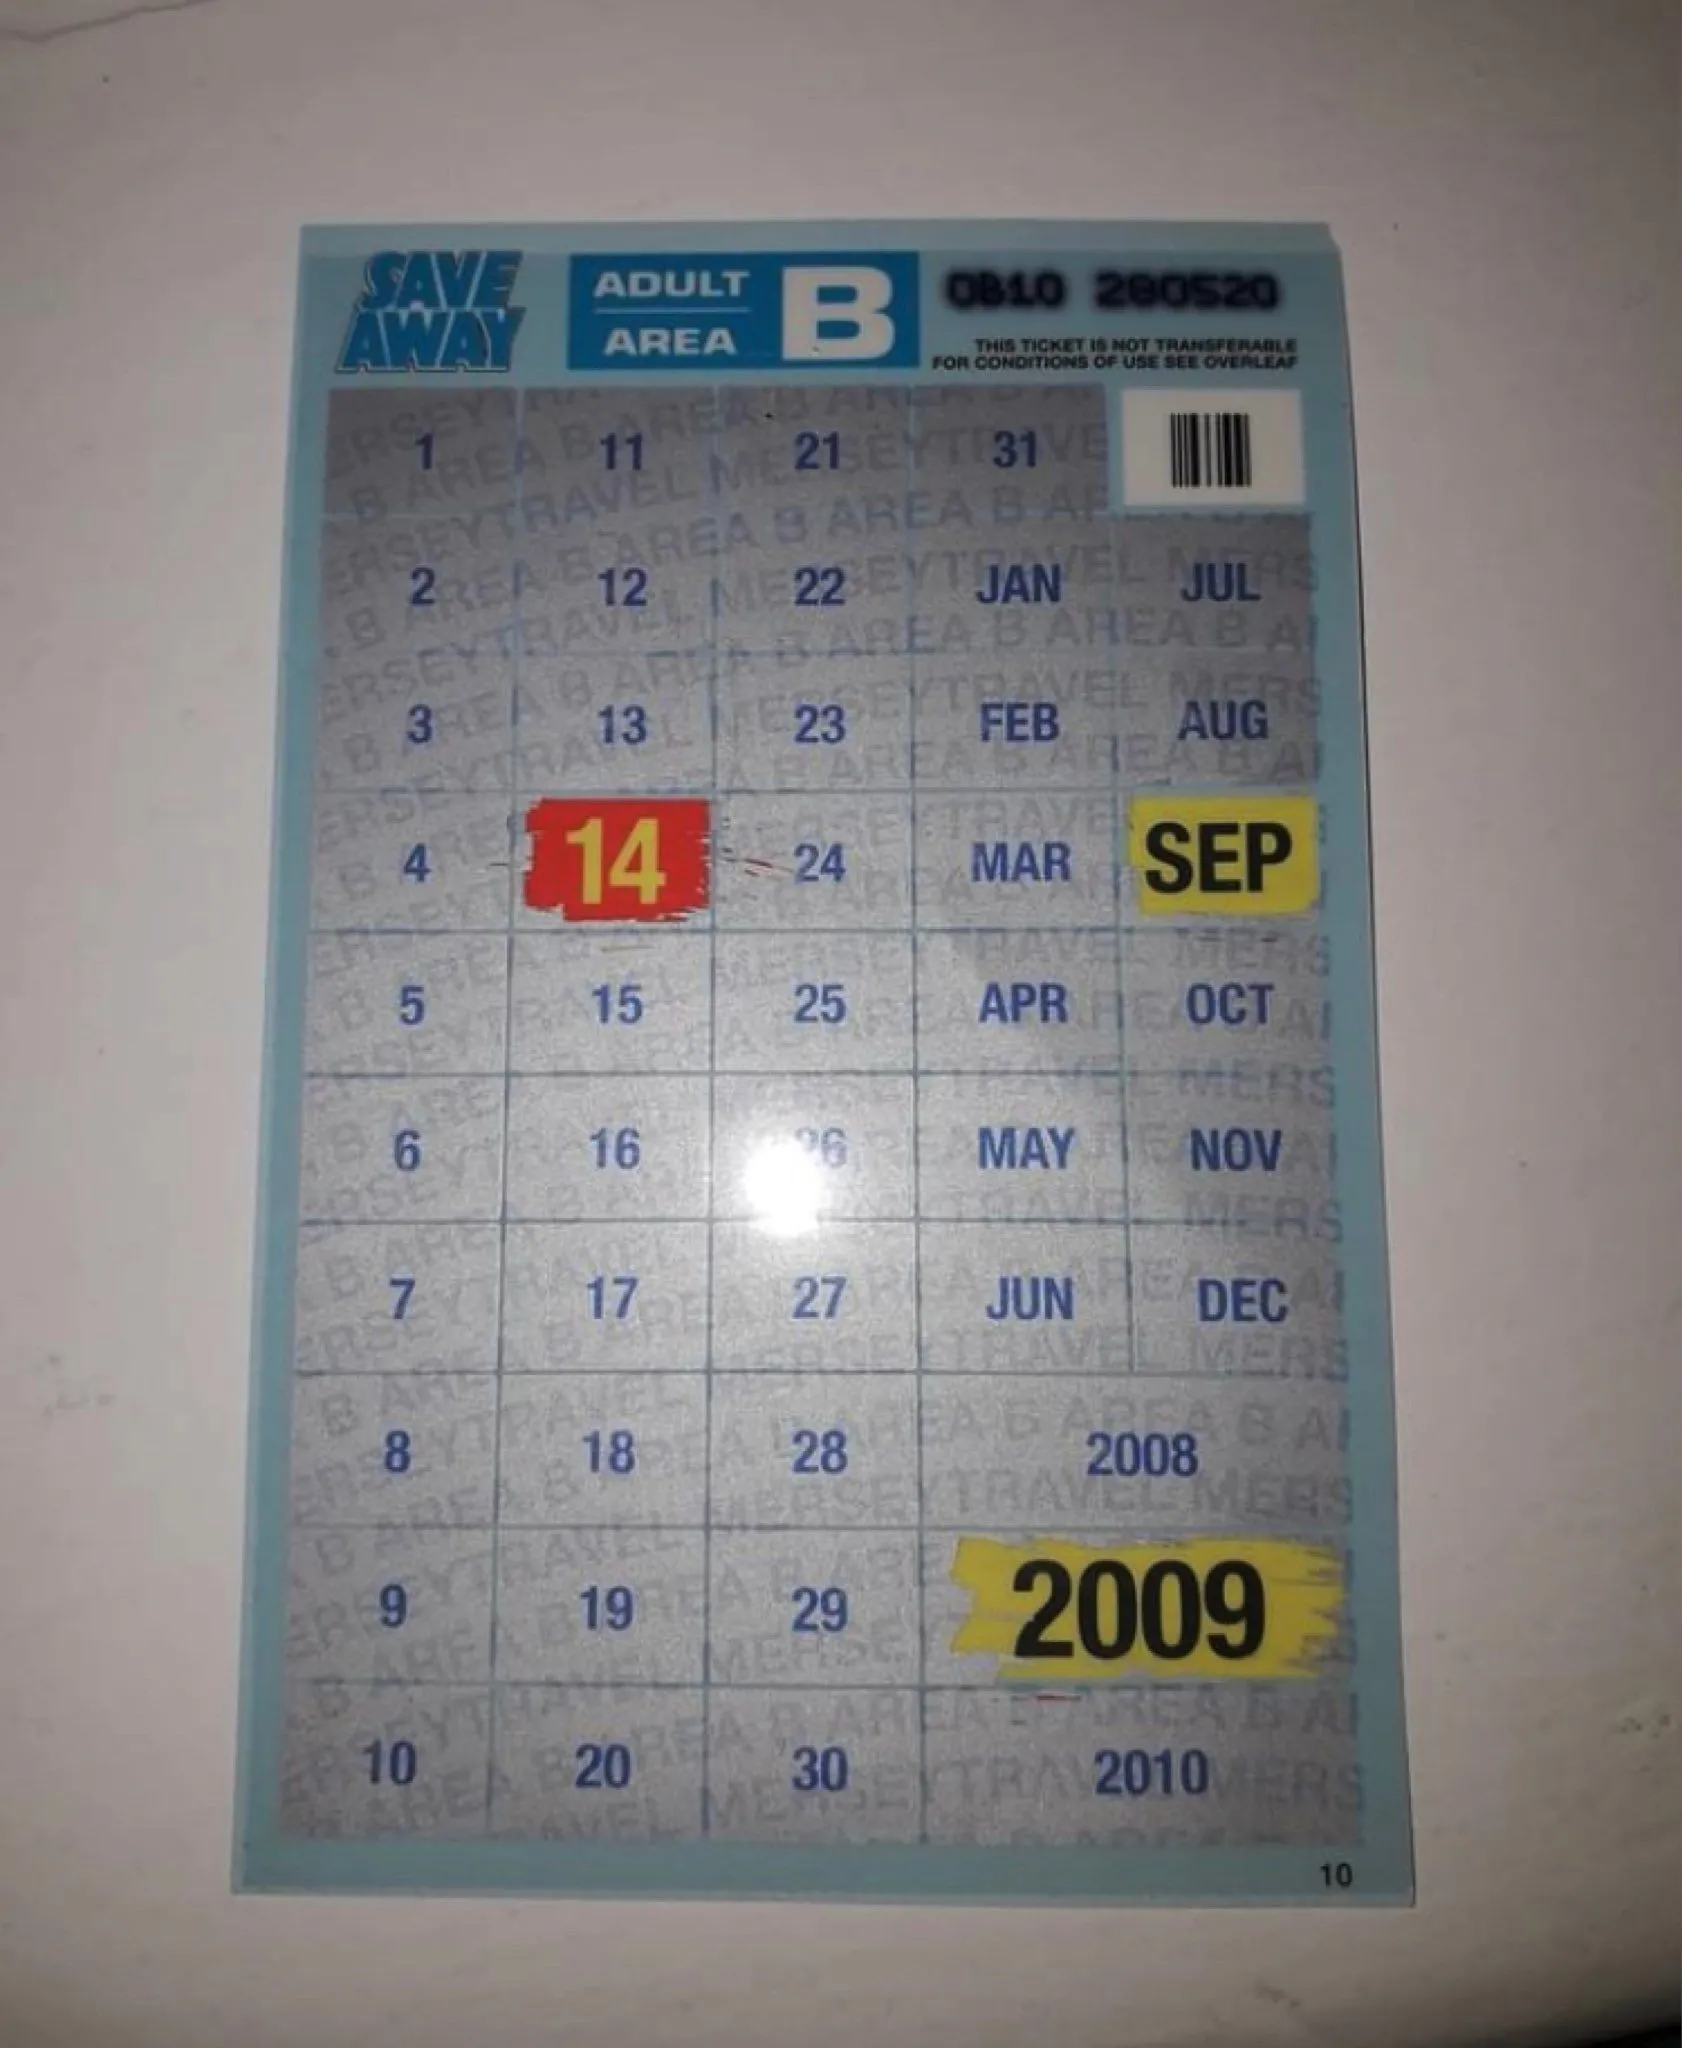 SAVE
AWAY
ADULT
AREA
B
0B10 280520
THIS TICKET IS NOT TRANSFERABLE
FOR CONDITIONS OF USE SEE OVERLEAF
1 11 21 31
2 12 22 JAN JUL
3 13 23 FEB AUG
4 14 24 MAR SEP
5 15 25 APR OCT
6 16 26 MAY NOV
7 17 27 JUN DEC
8 18 28 2008
9 19 29 2009
10 20 30 2010
10